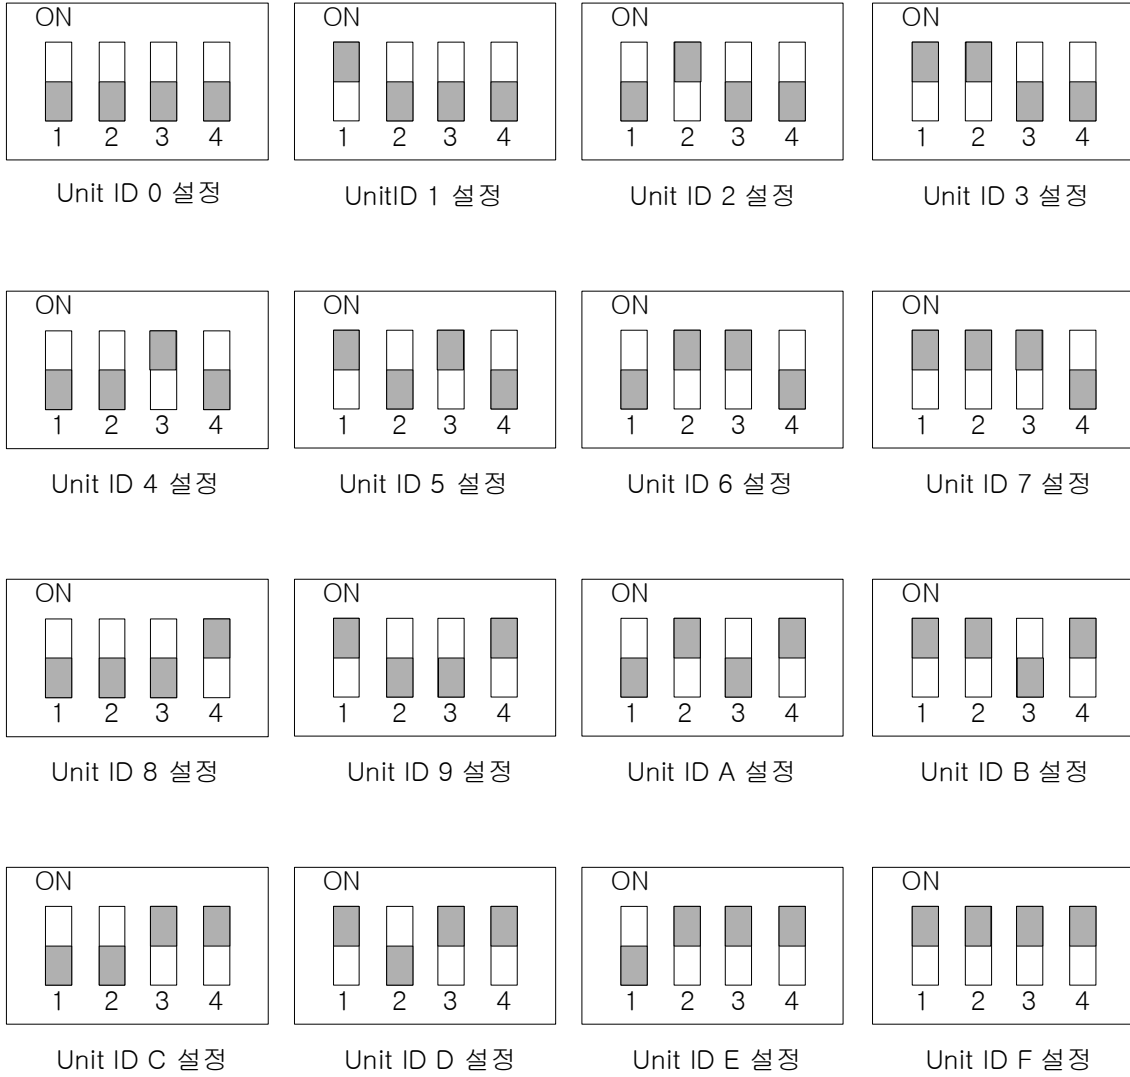 ON ON ON ON
1 2 3 4 1 2 3 4 1 2 3 4 1 2 3 4
Unit ID 0 설정 UnitID 1 설정 Unit ID 2 설정 Unit ID 3 설정
ON ON ON ON
1 2 3 4 1 2 3 4 1 2 3 4 1 2 3 4
Unit ID 4 설정 Unit ID 5 설정 Unit ID 6 설정 Unit ID 7 설정
ON ON ON ON
1 2 3 4 1 2 3 4 1 2 3 4 1 2 3 4
Unit ID 8 설정 Unit ID 9 설정 Unit ID A 설정 Unit ID B 설정
ON ON ON ON
1 2 3 4 1 2 3 4 1 2 3 4 1 2 3 4
Unit ID C 설정 Unit ID D 설정 Unit ID E 설정 Unit ID F 설정